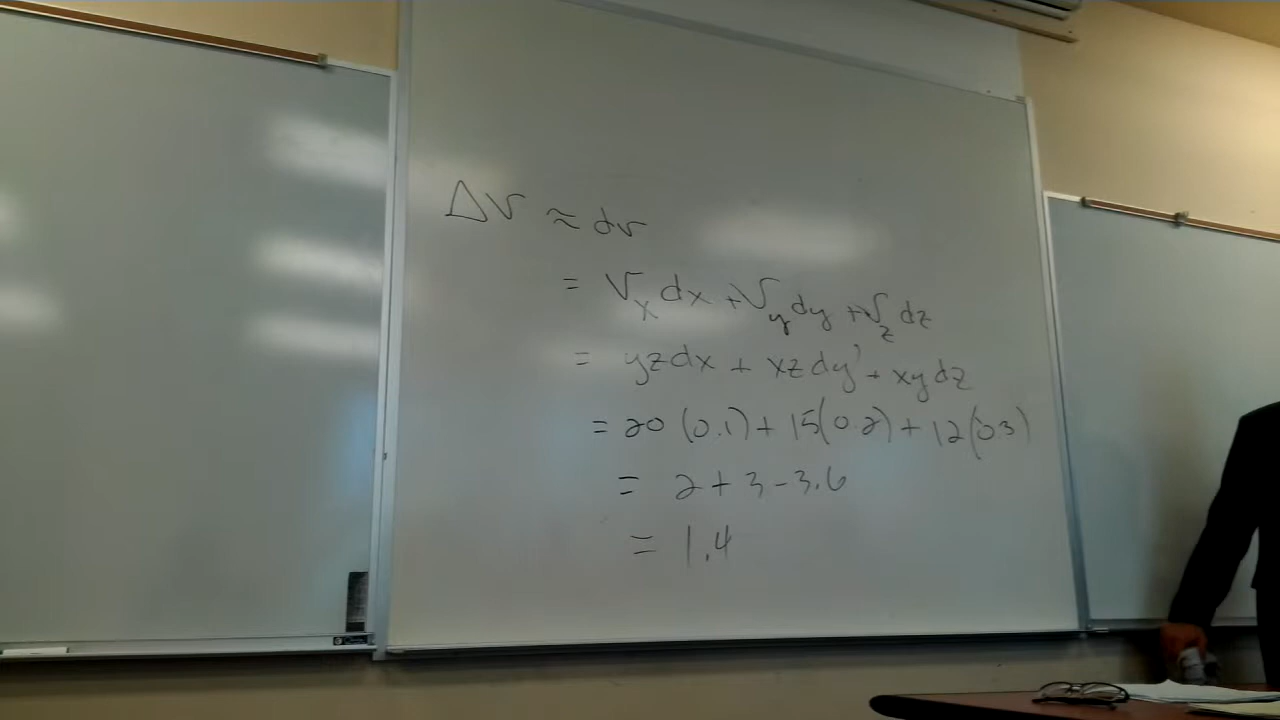 ΔV ≈ dV
= V_x dx + V_y dy + V_z dz
= yz dx + xz dy + xy dz
= 20 (0.1) + 15(0.2) + 12(0.3)
= 2 + 3 - 3.6
= 1.4